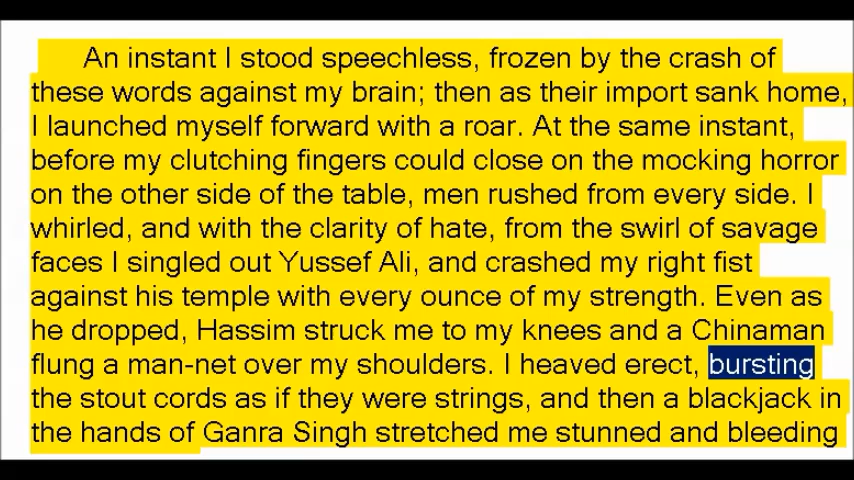 An instant I stood speechless, frozen by the crash of
these words against my brain; then as their import sank home,
I launched myself forward with a roar. At the same instant,
before my clutching fingers could close on the mocking horror
on the other side of the table, men rushed from every side. I
whirled, and with the clarity of hate, from the swirl of savage
faces I singled out Yussef Ali, and crashed my right fist
against his temple with every ounce of my strength. Even as
he dropped, Hassim struck me to my knees and a Chinaman
flung a man-net over my shoulders. I heaved erect, bursting
the stout cords as if they were strings, and then a blackjack in
the hands of Ganra Singh stretched me stunned and bleeding